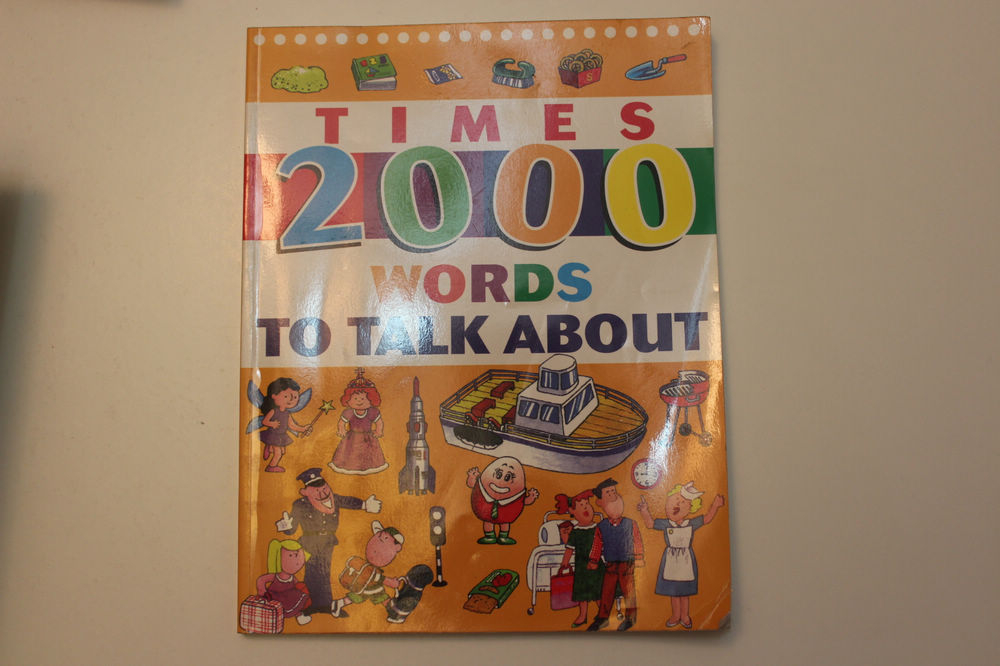 TIMES
2000
WORDS
TO TALK ABOUT
S